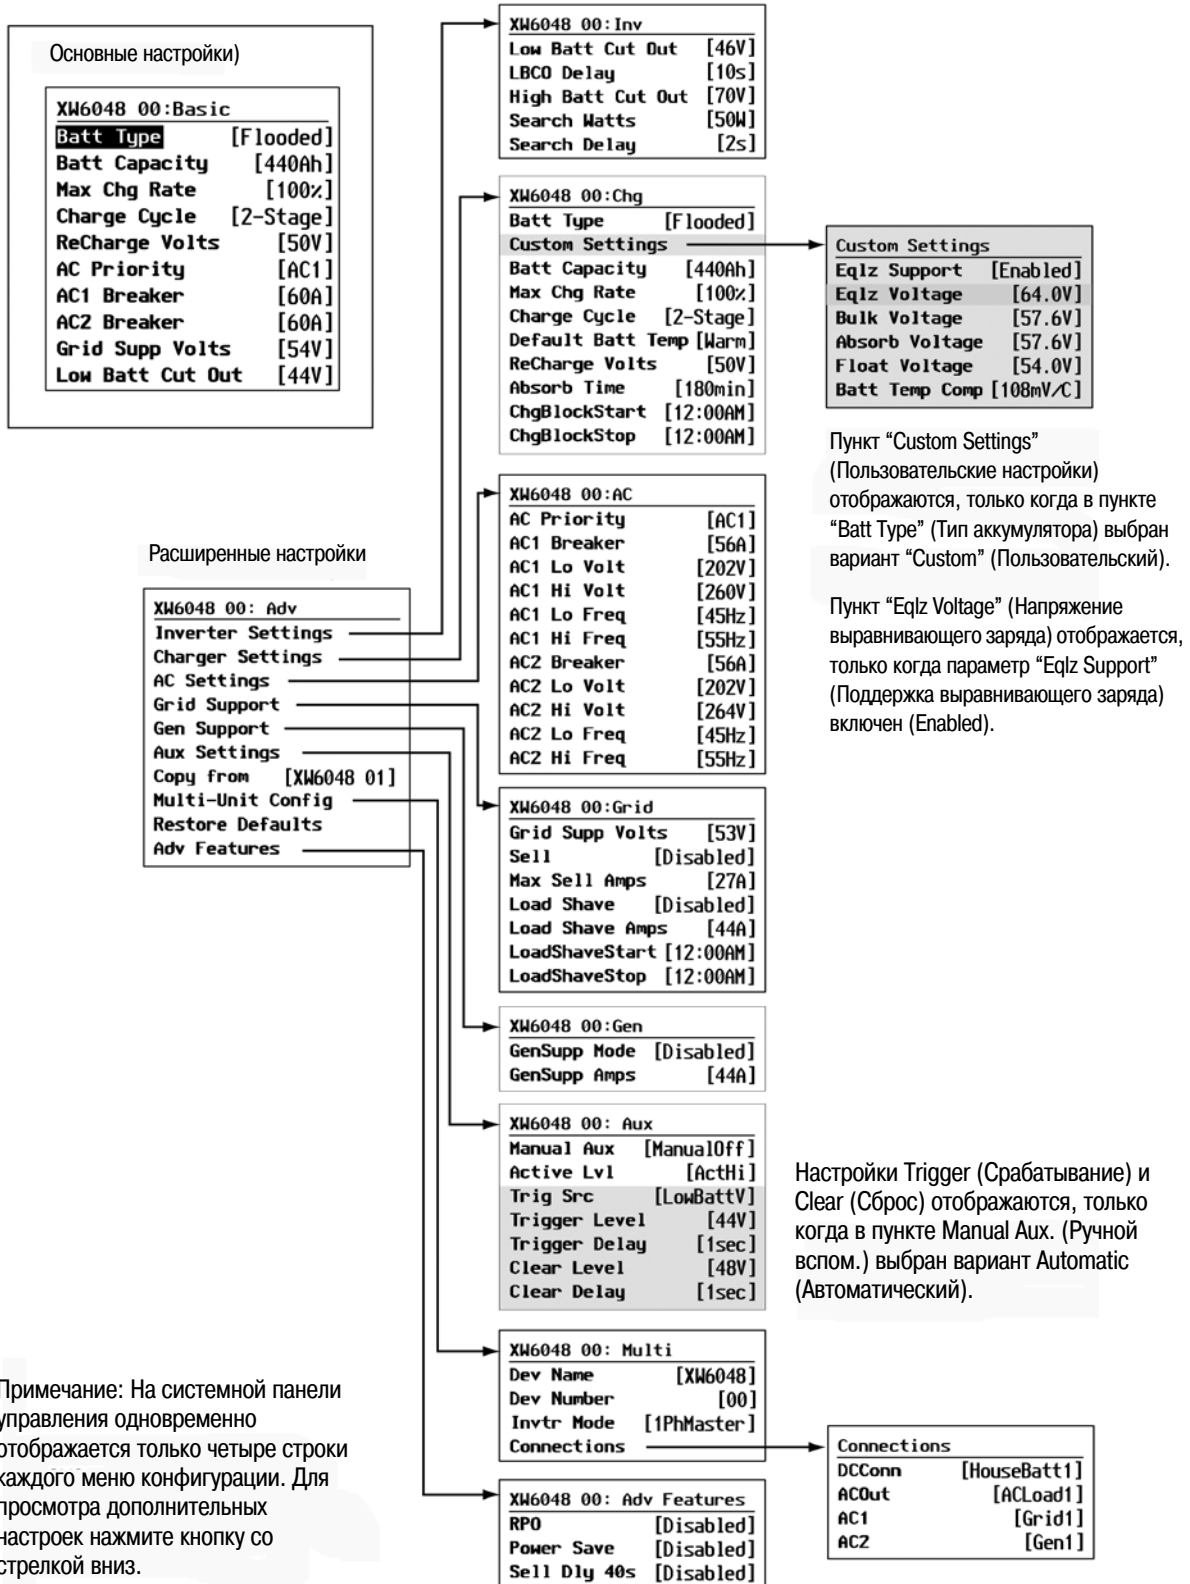 Основные настройки)
XW6048 00:Basic
Batt Type [Flooded]
Batt Capacity [440Ah]
Max Chg Rate [100%]
Charge Cycle [2-Stage]
ReCharge Volts [50V]
AC Priority [AC1]
AC1 Breaker [60A]
AC2 Breaker [60A]
Grid Supp Volts [54V]
Low Batt Cut Out [44V]
Расширенные настройки
XW6048 00: Adv
Inverter Settings
Charger Settings
AC Settings
Grid Support
Gen Support
Aux Settings
Copy from [XW6048 01]
Multi-Unit Config
Restore Defaults
Adv Features
XW6048 00:Inv
Low Batt Cut Out [46V]
LBCO Delay [10s]
High Batt Cut Out [70V]
Search Watts [50W]
Search Delay [2s]
XW6048 00:Chg
Batt Type [Flooded]
Custom Settings
Batt Capacity [440Ah]
Max Chg Rate [100%]
Charge Cycle [2-Stage]
Default Batt Temp [Warm]
ReCharge Volts [50V]
Absorb Time [180min]
ChgBlockStart [12:00AM]
ChgBlockStop [12:00AM]
Custom Settings
Eqlz Support [Enabled]
Eqlz Voltage [64.0V]
Bulk Voltage [57.6V]
Absorb Voltage [57.6V]
Float Voltage [54.0V]
Batt Temp Comp [108mV/C]
Пункт “Custom Settings”
(Пользовательские настройки)
отображаются, только когда в пункте
“Batt Type” (Тип аккумулятора) выбран
вариант “Custom” (Пользовательский).
Пункт “Eqlz Voltage” (Напряжение
выравнивающего заряда) отображается,
только когда параметр “Eqlz Support”
(Поддержка выравнивающего заряда)
включен (Enabled).
XW6048 00:AC
AC Priority [AC1]
AC1 Breaker [56A]
AC1 Lo Volt [202V]
AC1 Hi Volt [260V]
AC1 Lo Freq [45Hz]
AC1 Hi Freq [55Hz]
AC2 Breaker [56A]
AC2 Lo Volt [202V]
AC2 Hi Volt [264V]
AC2 Lo Freq [45Hz]
AC2 Hi Freq [55Hz]
XW6048 00:Grid
Grid Supp Volts [53V]
Sell [Disabled]
Max Sell Amps [27A]
Load Shave [Disabled]
Load Shave Amps [44A]
LoadShaveStart [12:00AM]
LoadShaveStop [12:00AM]
XW6048 00:Gen
GenSupp Mode [Disabled]
GenSupp Amps [44A]
XW6048 00: Aux
Manual Aux [ManualOff]
Active Lvl [ActHi]
Trig Src [LowBattV]
Trigger Level [44V]
Trigger Delay [1sec]
Clear Level [48V]
Clear Delay [1sec]
Настройки Trigger (Срабатывание) и
Clear (Сброс) отображаются, только
когда в пункте Manual Aux. (Ручной
вспом.) выбран вариант Automatic
(Автоматический).
XW6048 00: Multi
Dev Name [XW6048]
Dev Number [00]
Invtr Mode [1PhMaster]
Connections
Connections
DCConn [HouseBatt1]
ACOut [ACLoad1]
AC1 [Grid1]
AC2 [Gen1]
XW6048 00: Adv Features
RPO [Disabled]
Power Save [Disabled]
Sell Dly 40s [Disabled]
Примечание: На системной панели
управления одновременно
отображается только четыре строки
каждого меню конфигурации. Для
просмотра дополнительных
настроек нажмите кнопку со
стрелкой вниз.